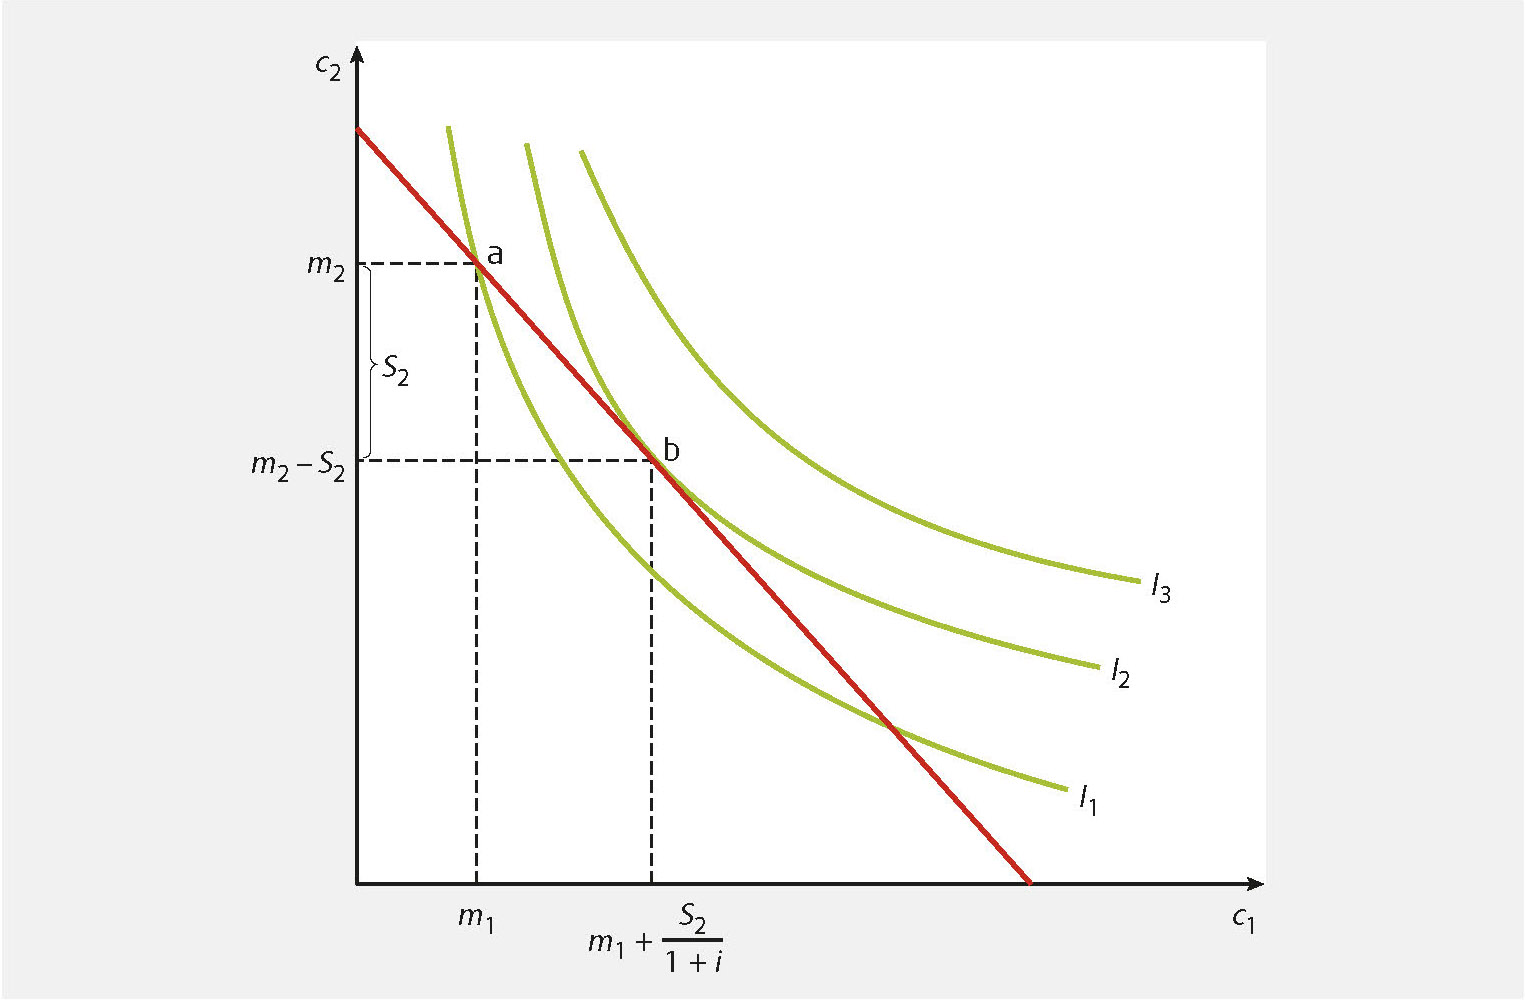 c₂
a
m₂
S₂
b
m₂ – S₂
I₃
I₂
I₁
m₁
m₁ + S₂ / 1 + i
c₁